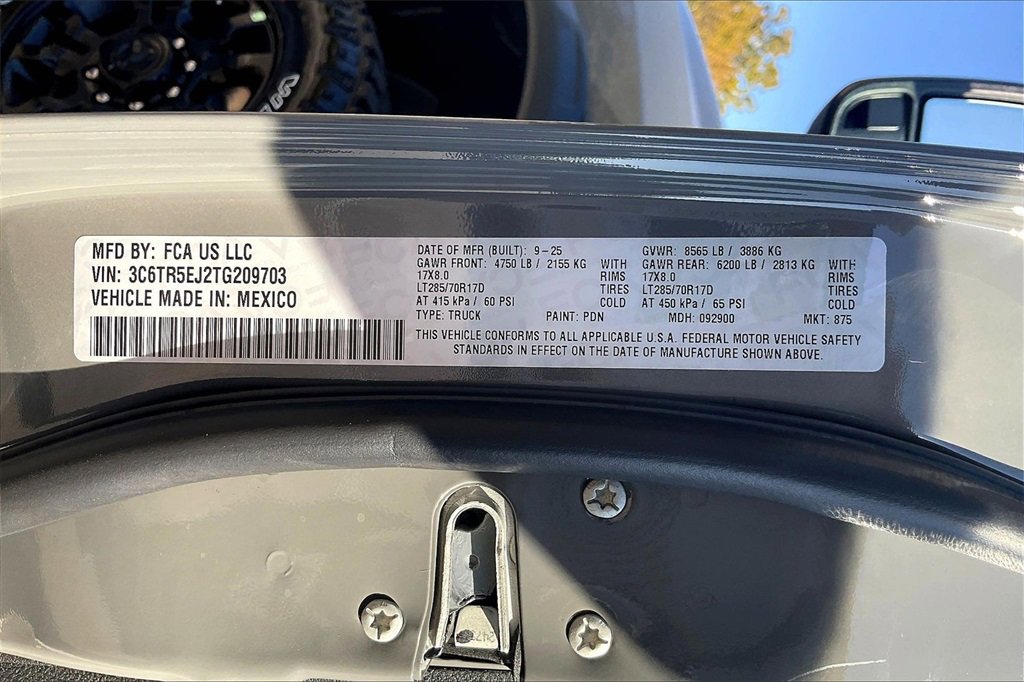 MFD BY: FCA US LLC
VIN: 3C6TR5EJ2TG209703
VEHICLE MADE IN: MEXICO
DATE OF MFR (BUILT): 9-25
GAWR FRONT: 4750 LB / 2155 KG WITH
17X8.0 RIMS
LT285/70R17D TIRES
AT 415 kPa / 60 PSI COLD
GVWR: 8565 LB / 3886 KG
GAWR REAR: 6200 LB / 2813 KG WITH
17X8.0 RIMS
LT285/70R17D TIRES
AT 450 kPa / 65 PSI COLD
TYPE: TRUCK PAINT: PDN MDH: 092900 MKT: 875
THIS VEHICLE CONFORMS TO ALL APPLICABLE U.S.A. FEDERAL MOTOR VEHICLE SAFETY
STANDARDS IN EFFECT ON THE DATE OF MANUFACTURE SHOWN ABOVE.